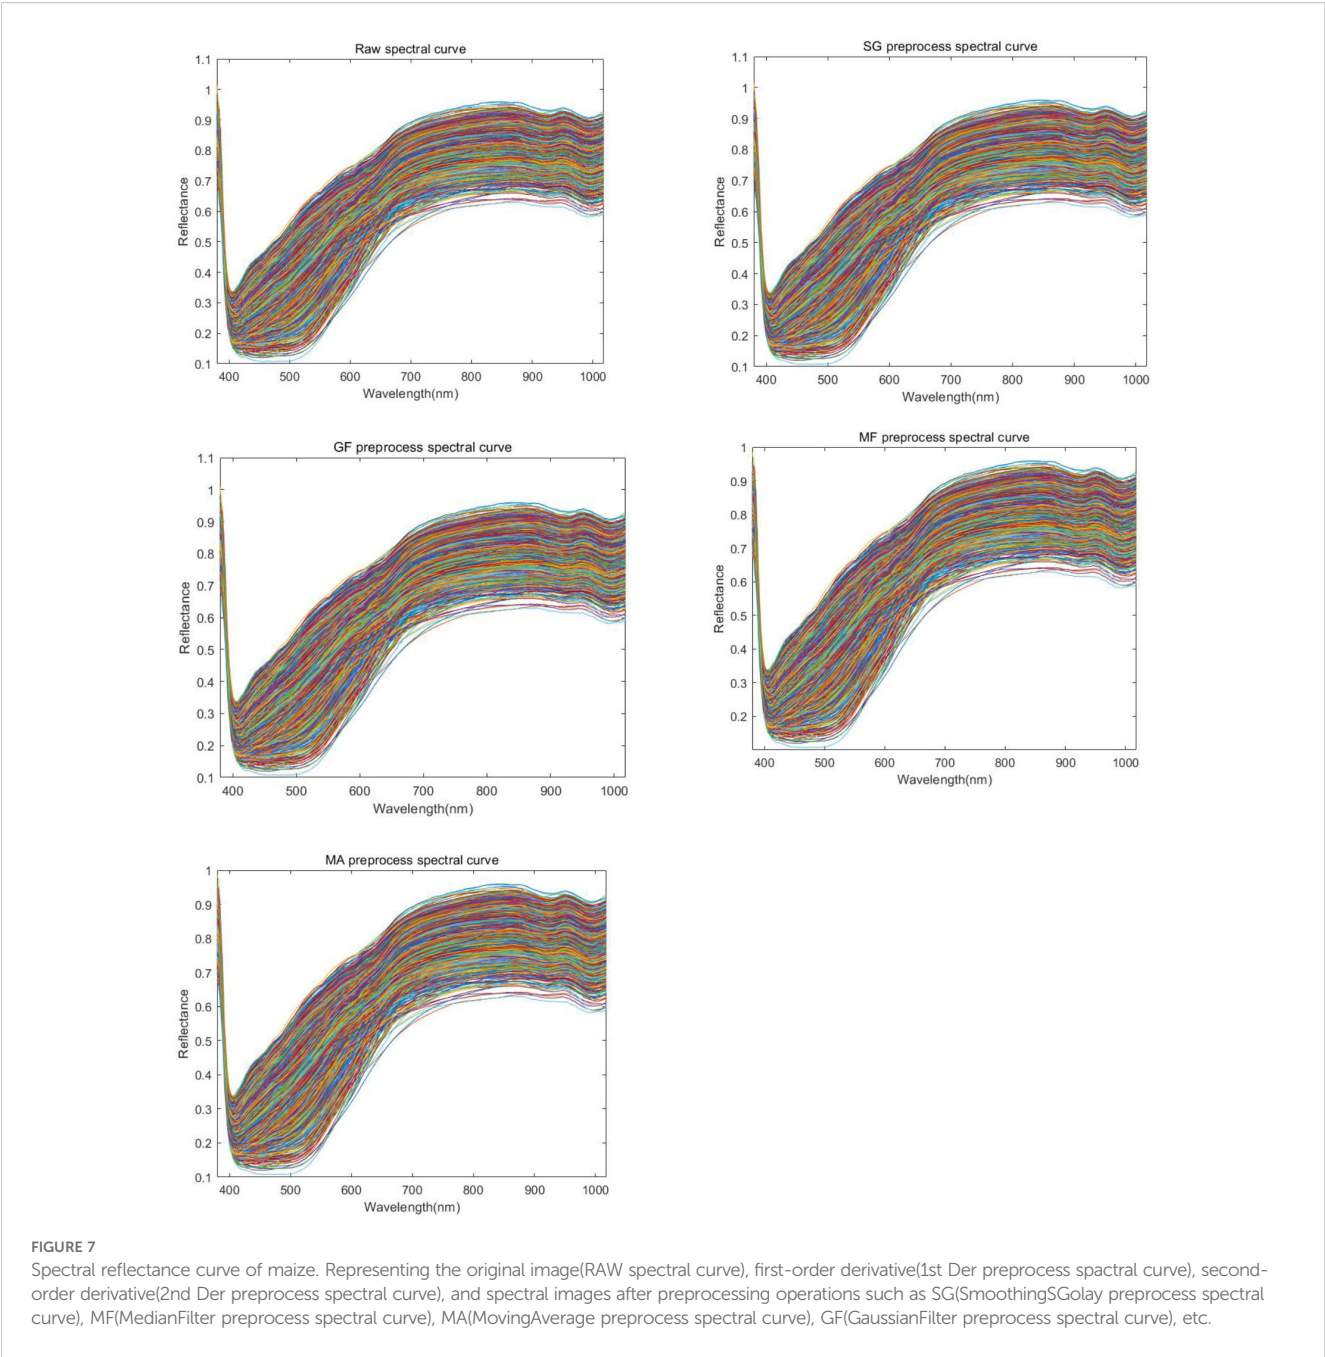 Raw spectral curve
1.1
1
0.9
0.8
0.7
0.6
0.5
0.4
0.3
0.2
0.1
Reflectance
400 500 600 700 800 900 1000
Wavelength(nm)
SG preprocess spectral curve
1.1
1
0.9
0.8
0.7
0.6
0.5
0.4
0.3
0.2
0.1
Reflectance
400 500 600 700 800 900 1000
Wavelength(nm)
GF preprocess spectral curve
1.1
1
0.9
0.8
0.7
0.6
0.5
0.4
0.3
0.2
0.1
Reflectance
400 500 600 700 800 900 1000
Wavelength(nm)
MF preprocess spectral curve
1
0.9
0.8
0.7
0.6
0.5
0.4
0.3
0.2
Reflectance
400 500 600 700 800 900 1000
Wavelength(nm)
MA preprocess spectral curve
1
0.9
0.8
0.7
0.6
0.5
0.4
0.3
0.2
0.1
Reflectance
400 500 600 700 800 900 1000
Wavelength(nm)
FIGURE 7
Spectral reflectance curve of maize. Representing the original image(RAW spectral curve), first-order derivative(1st Der preprocess spactral curve), second-
order derivative(2nd Der preprocess spectral curve), and spectral images after preprocessing operations such as SG(SmoothingSGolay preprocess spectral
curve), MF(MedianFilter preprocess spectral curve), MA(MovingAverage preprocess spectral curve), GF(GaussianFilter preprocess spectral curve), etc.